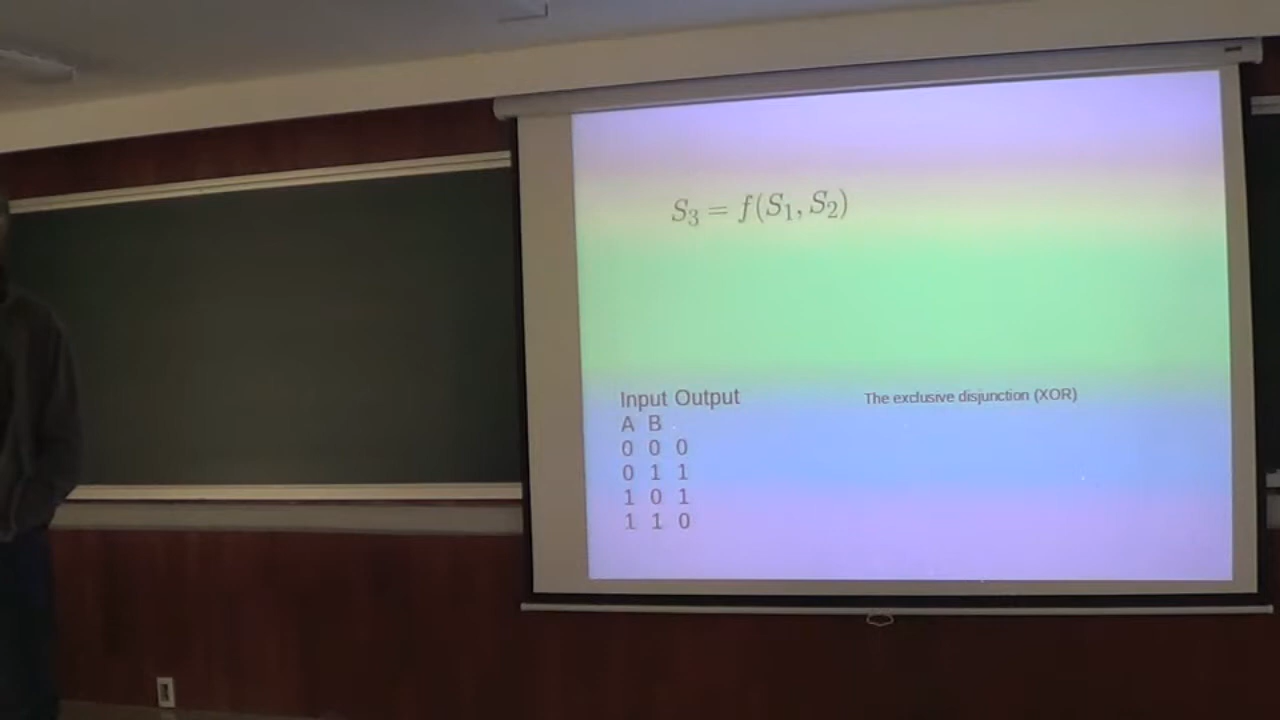 S₃ = f(S₁, S₂)
Input Output
The exclusive disjunction (XOR)
A B
0 0 0
0 1 1
1 0 1
1 1 0